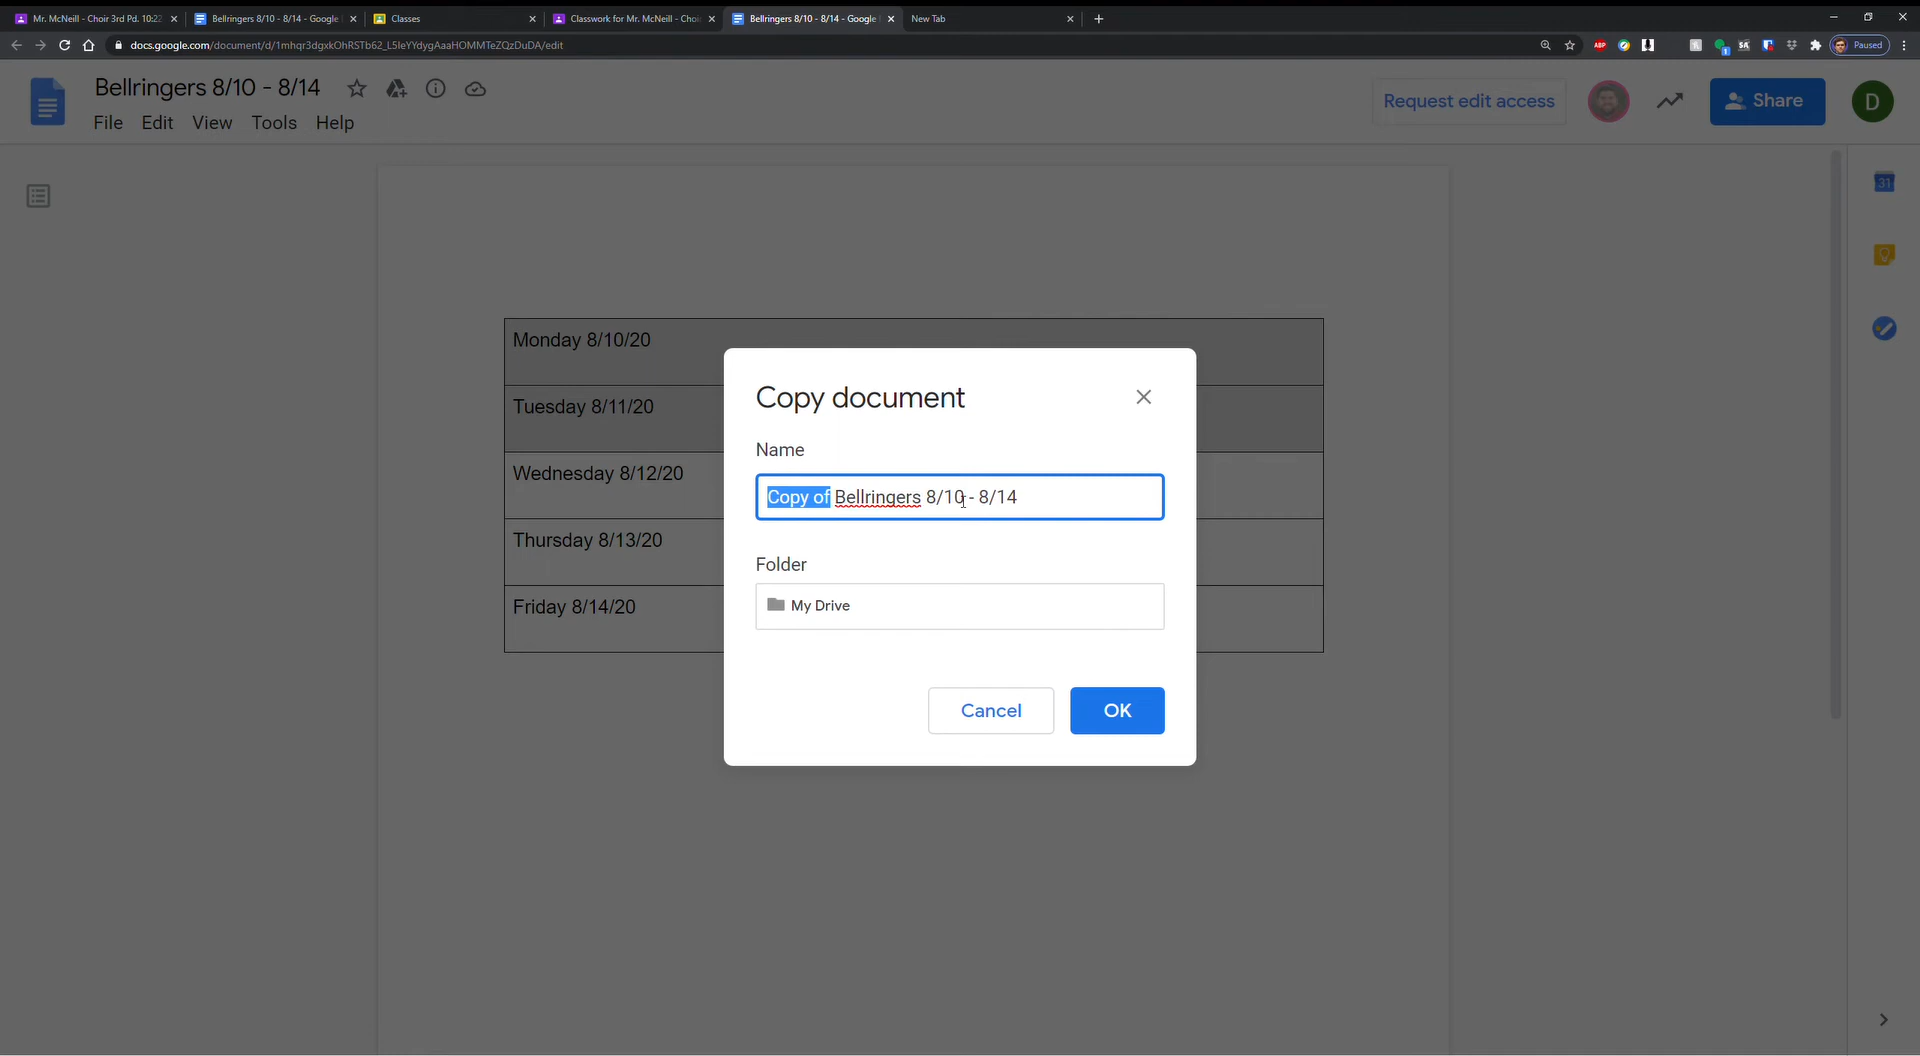 Mr. McNeill - Choir 3rd Pd. 10:22
Bellringers 8/10 - 8/14 - Google
Classes
Classwork for Mr. McNeill - Choi
Bellringers 8/10 - 8/14 - Google
New Tab
docs.google.com/document/d/1mhqr3dgxkOhRSTb62_L5IeYYdygAaaHOMMTeZQzDuDA/edit
ABP
Paused
Bellringers 8/10 - 8/14
Request edit access
Share
D
File Edit View Tools Help
31
Monday 8/10/20
Tuesday 8/11/20
Wednesday 8/12/20
Thursday 8/13/20
Friday 8/14/20
Copy document
Name
Copy of Bellringers 8/10 - 8/14
Folder
My Drive
Cancel
OK